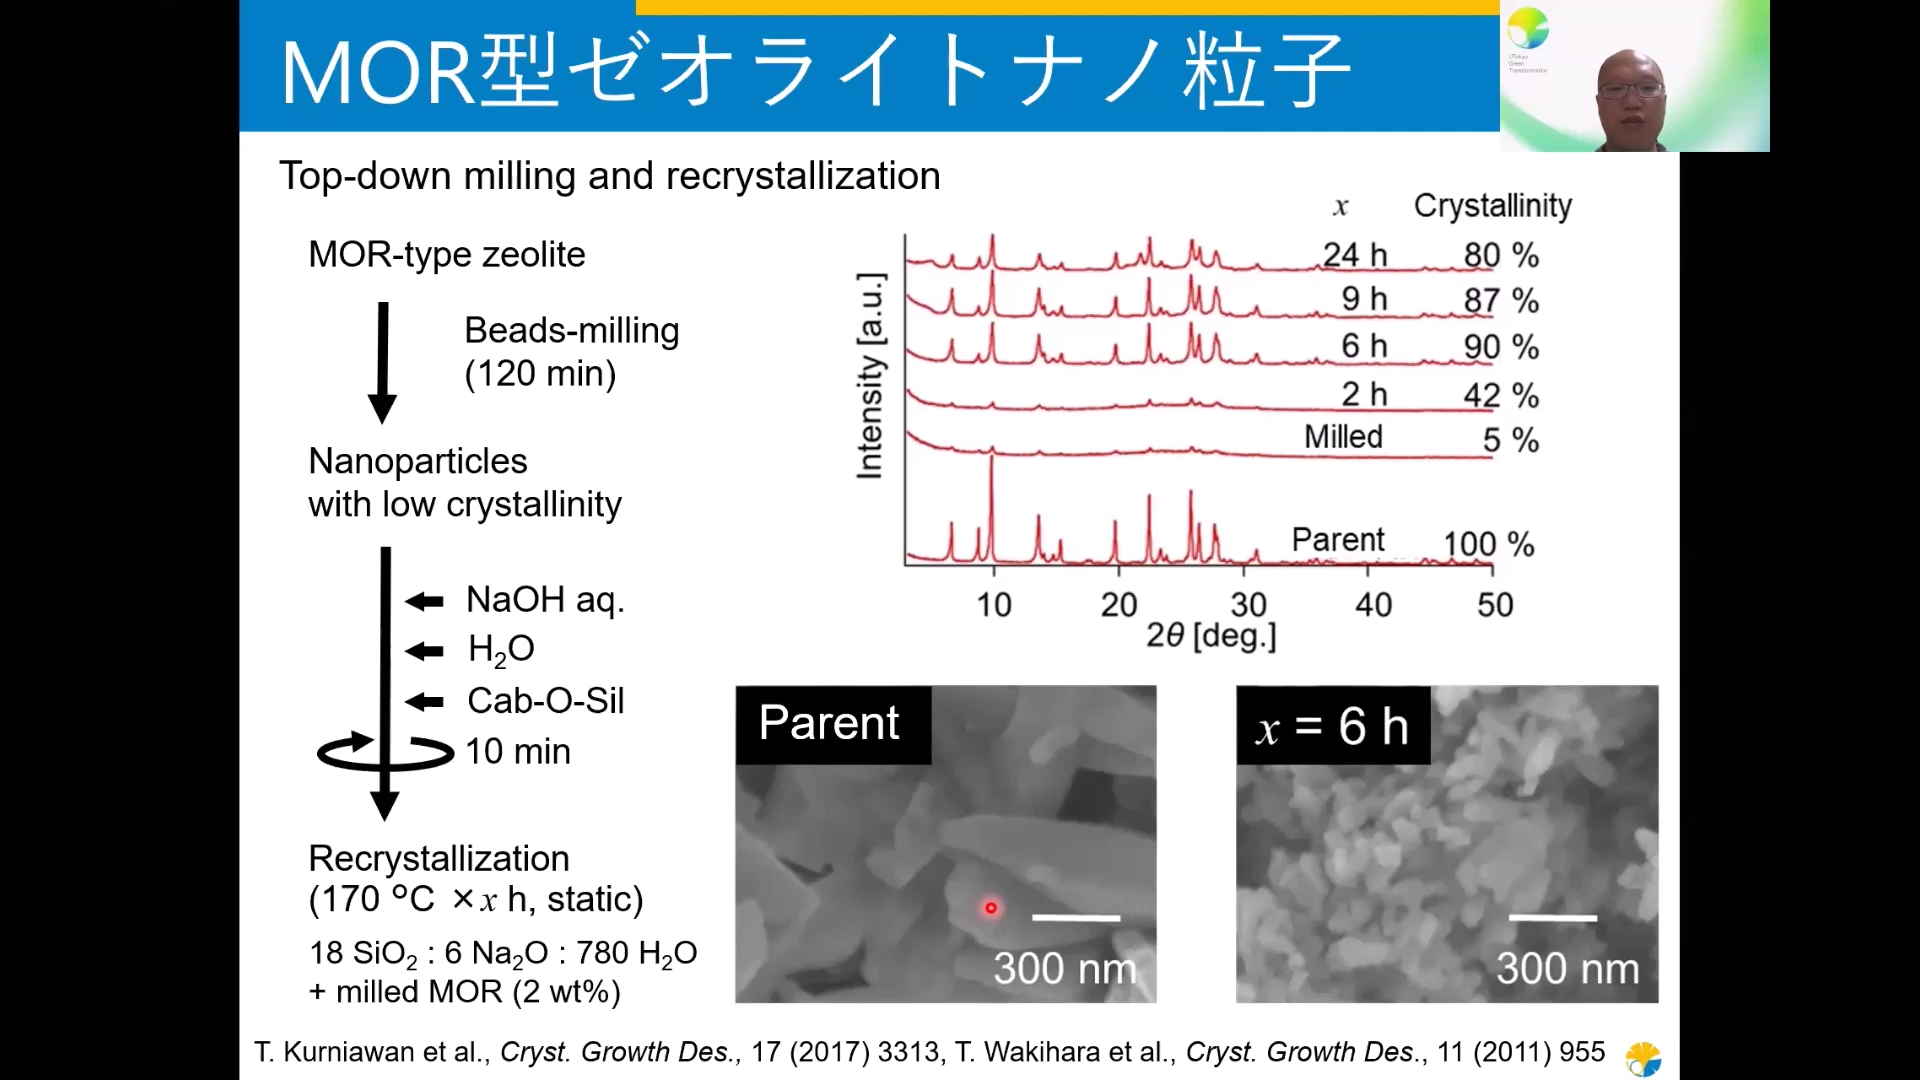 MOR型ゼオライトナノ粒子
UTokyo
Green
Transformation
Top-down milling and recrystallization
MOR-type zeolite
Beads-milling
(120 min)
Nanoparticles
with low crystallinity
NaOH aq.
H₂O
Cab-O-Sil
10 min
Recrystallization
(170 °C × x h, static)
18 SiO₂ : 6 Na₂O : 780 H₂O
+ milled MOR (2 wt%)
x Crystallinity
24 h 80 %
9 h 87 %
6 h 90 %
2 h 42 %
Milled 5 %
Parent 100 %
Intensity [a.u.]
10 20 30 40 50
2θ [deg.]
Parent
300 nm
x = 6 h
300 nm
T. Kurniawan et al., Cryst. Growth Des., 17 (2017) 3313, T. Wakihara et al., Cryst. Growth Des., 11 (2011) 955